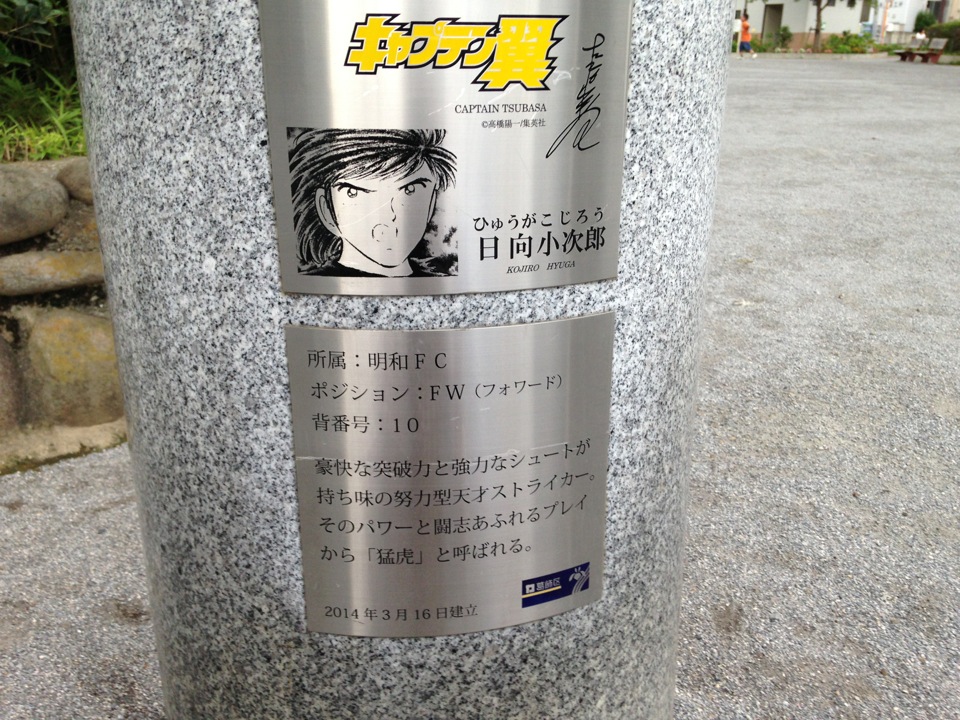 キャプテン翼
CAPTAIN TSUBASA
©高橋陽一/集英社
ひゅうがこじろう
日向小次郎
KOJIRO HYUGA
所属：明和ＦＣ
ポジション：ＦＷ（フォワード）
背番号：１０
豪快な突破力と強力なシュートが
持ち味の努力型天才ストライカー。
そのパワーと闘志あふれるプレイ
から「猛虎」と呼ばれる。
葛飾区
2014年3月16日建立